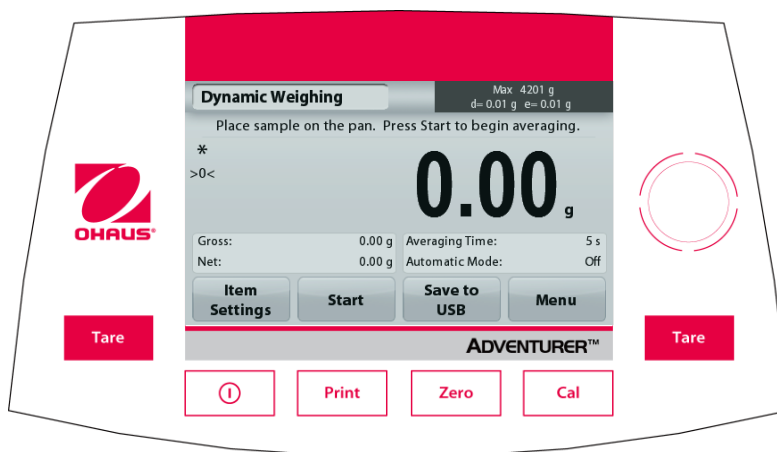 Dynamic Weighing
Max 4201 g
d= 0.01 g e= 0.01 g
Place sample on the pan. Press Start to begin averaging.
*
>0<
0.00 g
OHAUS®
Gross: 0.00 g Averaging Time: 5 s
Net: 0.00 g Automatic Mode: Off
Item Settings
Start
Save to USB
Menu
Tare
ADVENTURER™
Tare
Print
Zero
Cal